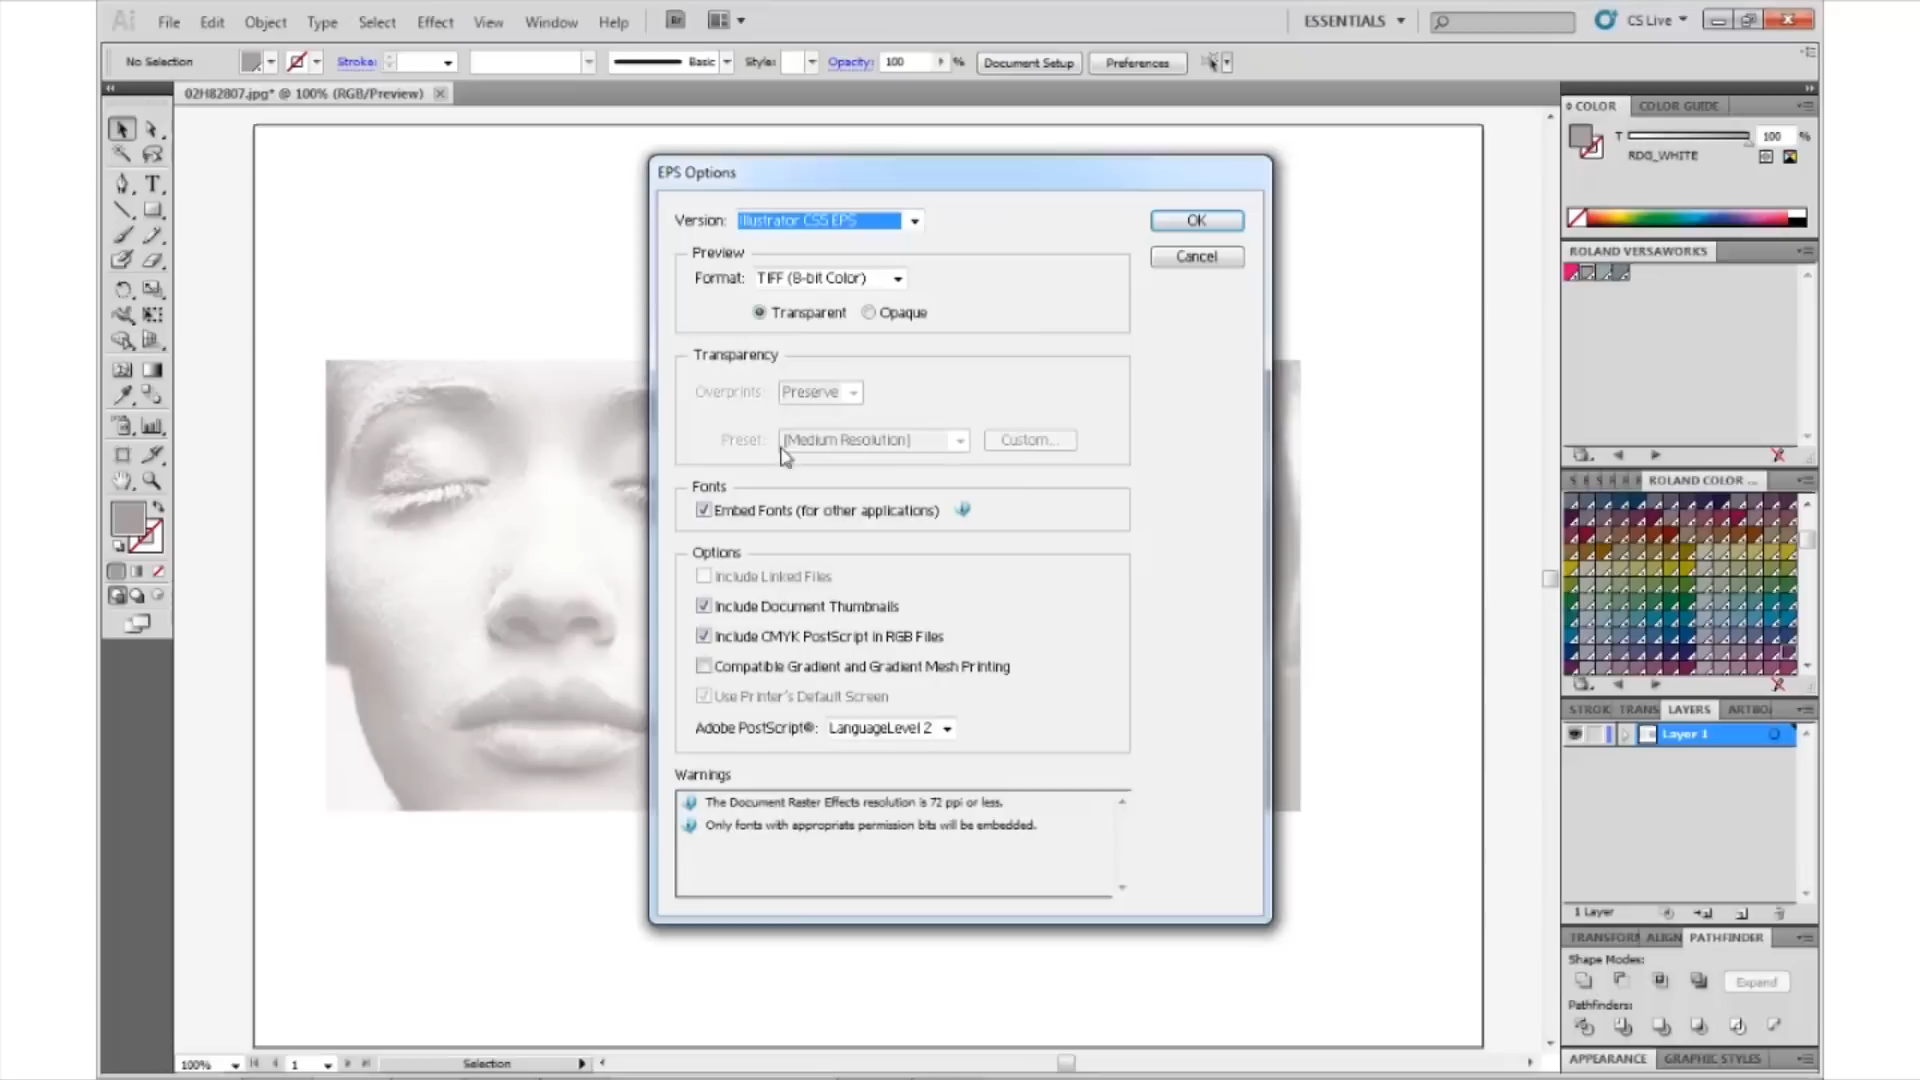 Ai File Edit Object Type Select Effect View Window Help Br ESSENTIALS CS Live
No Selection Stroke: Basic Style: Opacity: 100 % Document Setup Preferences
02H82807.jpg* @ 100% (RGB/Preview)
COLOR COLOR GUIDE
T 100 %
RDG_WHITE
ROLAND VERSAWORKS
ROLAND COLOR ...
STROK TRANS LAYERS ARTBO
Layer 1
1 Layer
TRANSFORM ALIGN PATHFINDER
Shape Modes:
Expand
Pathfinders:
APPEARANCE GRAPHIC STYLES
EPS Options
Version: Illustrator CS5 EPS
OK
Cancel
Preview
Format: TIFF (8-bit Color)
Transparent Opaque
Transparency
Overprints: Preserve
Preset: [Medium Resolution] Custom...
Fonts
Embed Fonts (for other applications)
Options
Include Linked Files
Include Document Thumbnails
Include CMYK PostScript in RGB Files
Compatible Gradient and Gradient Mesh Printing
Use Printer's Default Screen
Adobe PostScript®: LanguageLevel 2
Warnings
The Document Raster Effects resolution is 72 ppi or less.
Only fonts with appropriate permission bits will be embedded.
100% 1 Selection